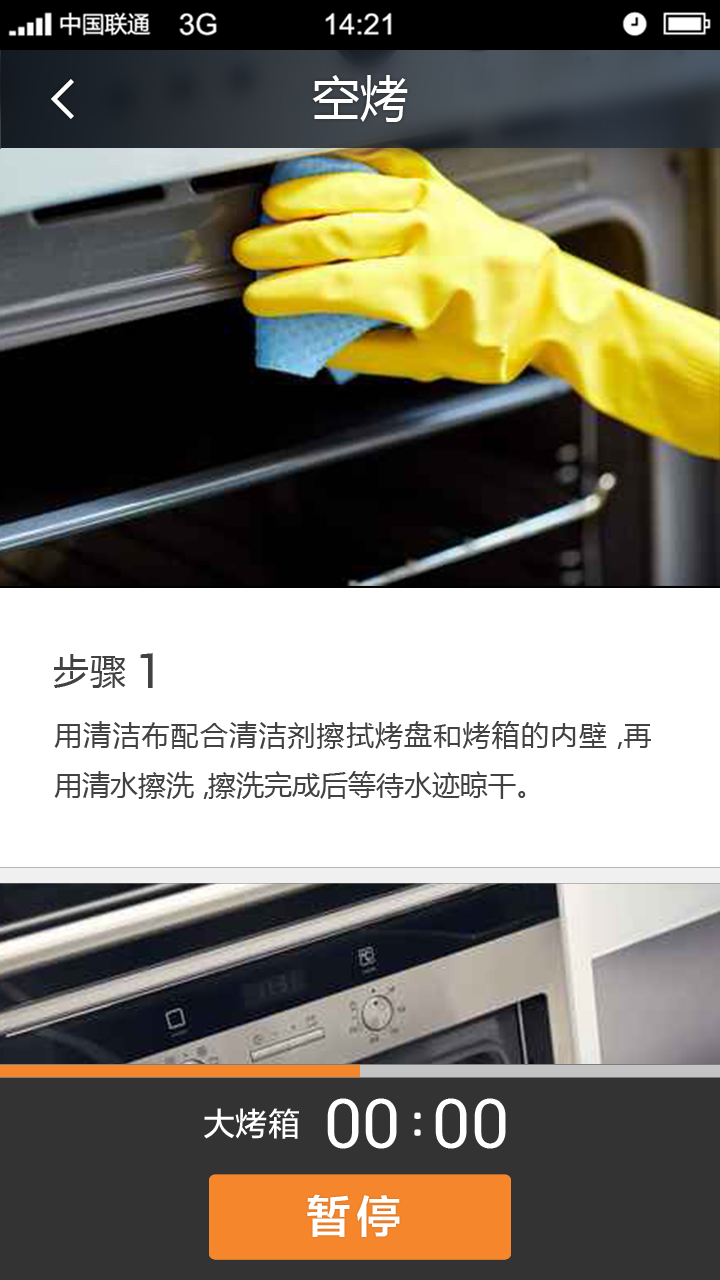 中国联通 3G 14:21
空烤
步骤 1
用清洁布配合清洁剂擦拭烤盘和烤箱的内壁 ,再
用清水擦洗 ,擦洗完成后等待水迹晾干。
大烤箱 00:00
暂停